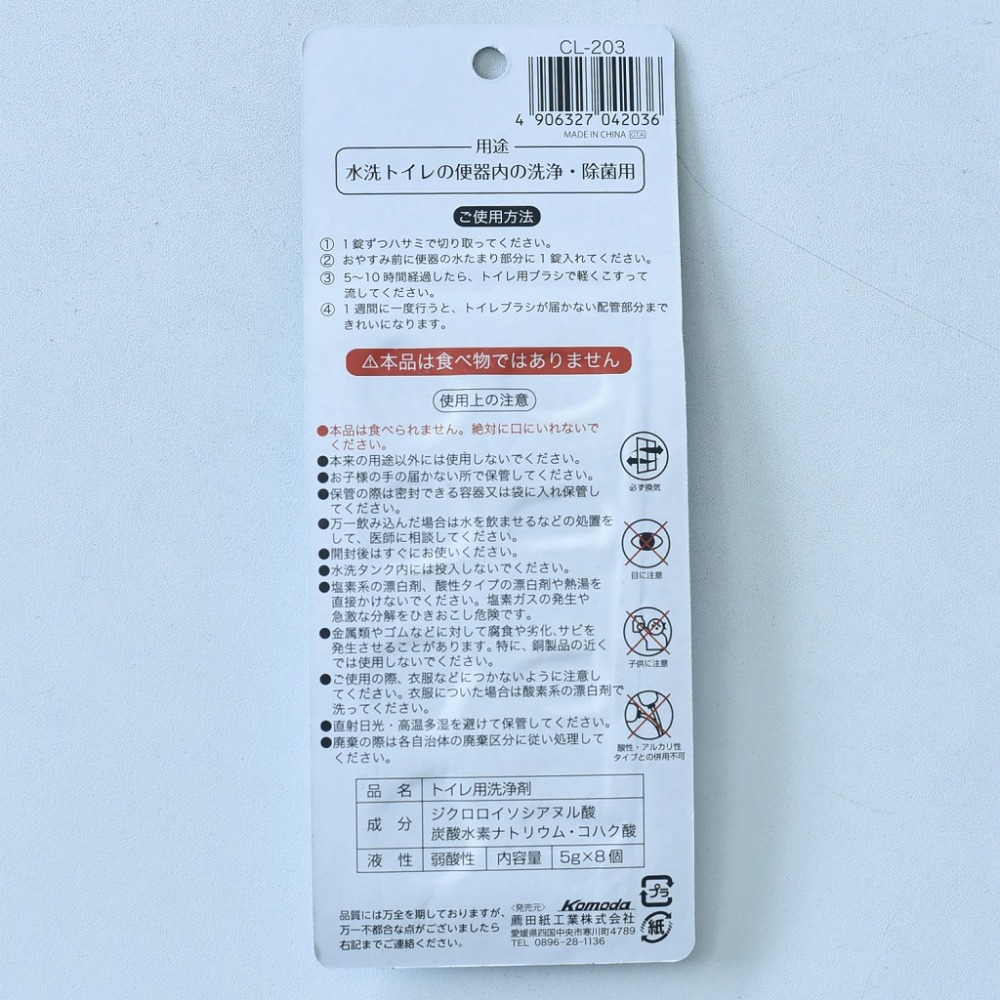 CL-203
4 906327 042036
MADE IN CHINA GTA
用途
水洗トイレの便器内の洗浄・除菌用
ご使用方法
① 1錠ずつハサミで切り取ってください。
② おやすみ前に便器の水たまり部分に1錠入れてください。
③ 5〜10時間経過したら、トイレ用ブラシで軽くこすって
流してください。
④ 1週間に一度行うと、トイレブラシが届かない配管部分まで
きれいになります。
⚠本品は食べ物ではありません
使用上の注意
●本品は食べられません。絶対に口にいれないで
ください。
●本来の用途以外には使用しないでください。
●お子様の手の届かない所で保管してください。
●保管の際は密封できる容器又は袋に入れ保管し
てください。
●万一飲み込んだ場合は水を飲ませるなどの処置を
して、医師に相談してください。
●開封後はすぐにお使いください。
●水洗タンク内には投入しないでください。
●塩素系の漂白剤、酸性タイプの漂白剤や熱湯を
直接かけないでください。塩素ガスの発生や
急激な分解をひきおこし危険です。
●金属類やゴムなどに対して腐食や劣化、サビを
発生させることがあります。特に、銅製品の近く
では使用しないでください。
●ご使用の際、衣服などにつかないように注意し
てください。衣服についた場合は酸素系の漂白剤で
洗ってください。
●直射日光・高温多湿を避けて保管してください。
●廃棄の際は各自治体の廃棄区分に従い処理して
ください。
必ず換気
目に注意
子供に注意
酸性・アルカリ性
タイプとの併用不可
品 名 トイレ用洗浄剤
成 分 ジクロロイソシアヌル酸
炭酸水素ナトリウム・コハク酸
液 性 弱酸性 内容量 5g×8個
品質には万全を期しておりますが、
万一不都合な点がございましたら
右記までご連絡ください。
〈発売元〉 Komoda
薦田紙工業株式会社
愛媛県四国中央市寒川町4789
TEL 0896-28-1136
プラ
紙